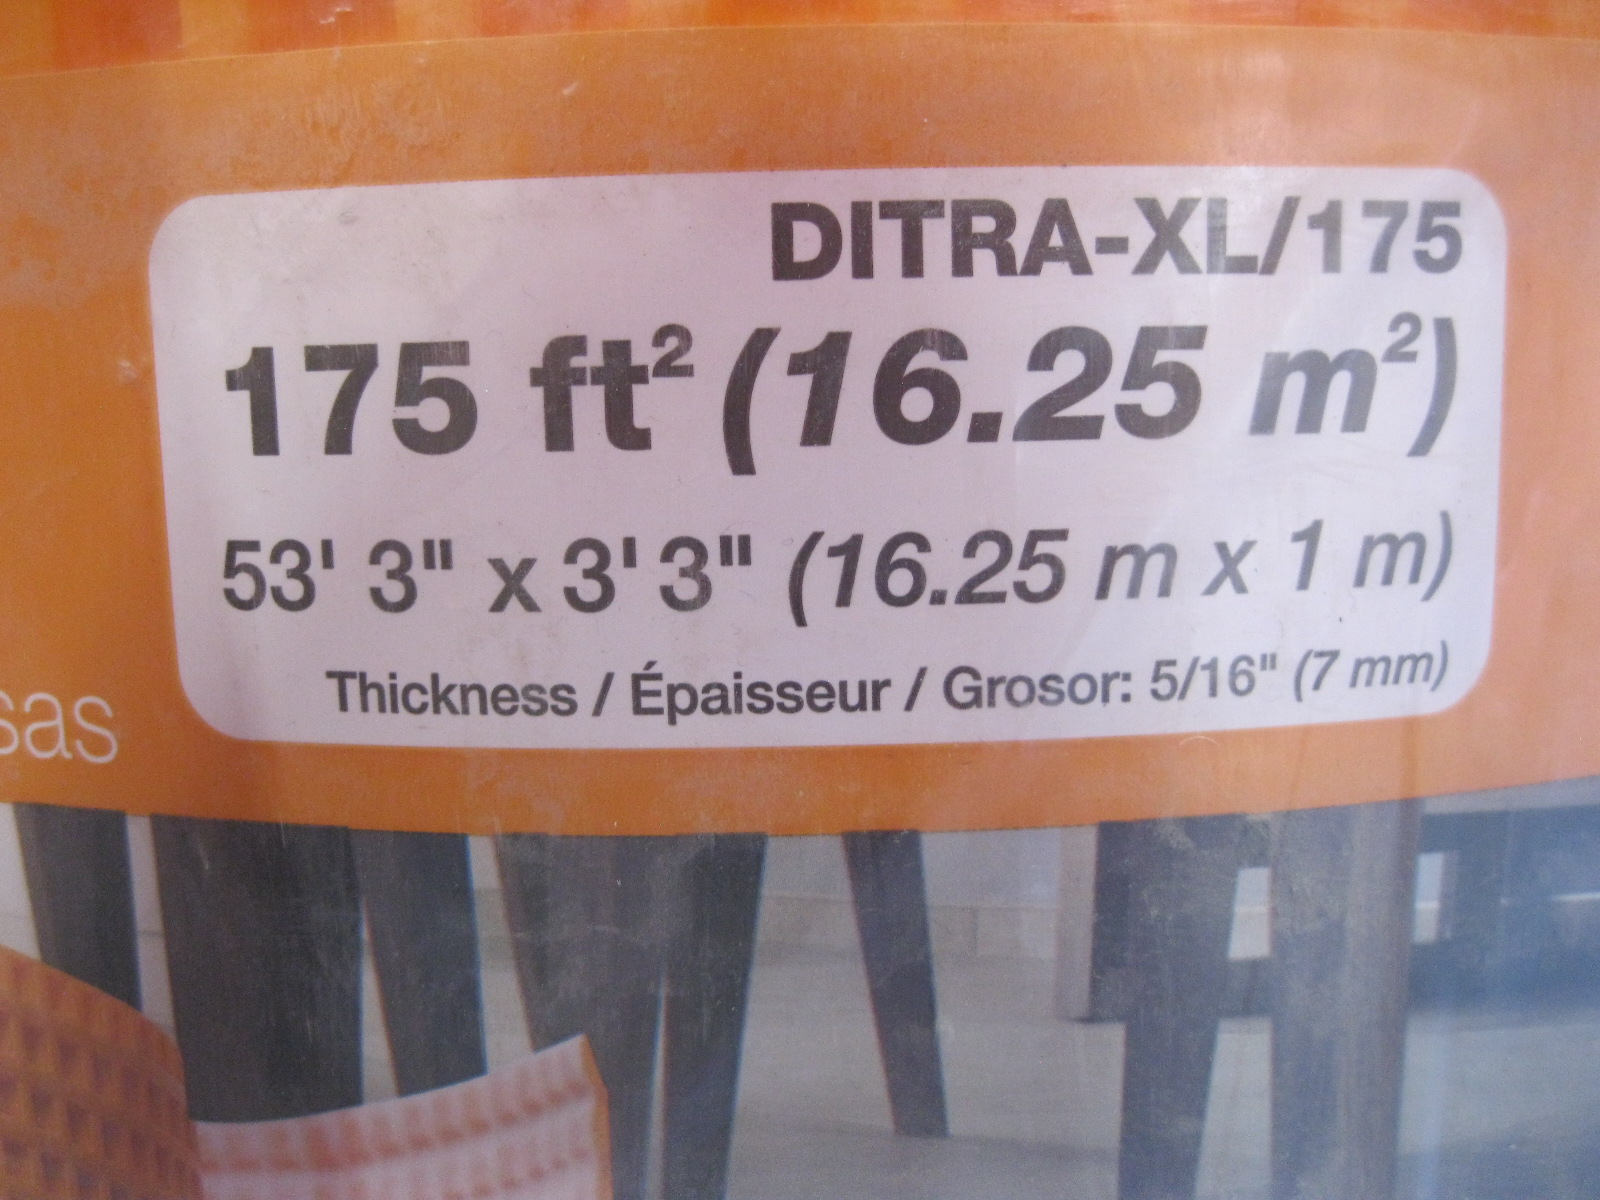 DITRA-XL/175
175 ft² (16.25 m²)
53' 3" x 3' 3" (16.25 m x 1 m)
Thickness / Épaisseur / Grosor: 5/16" (7 mm)
sas